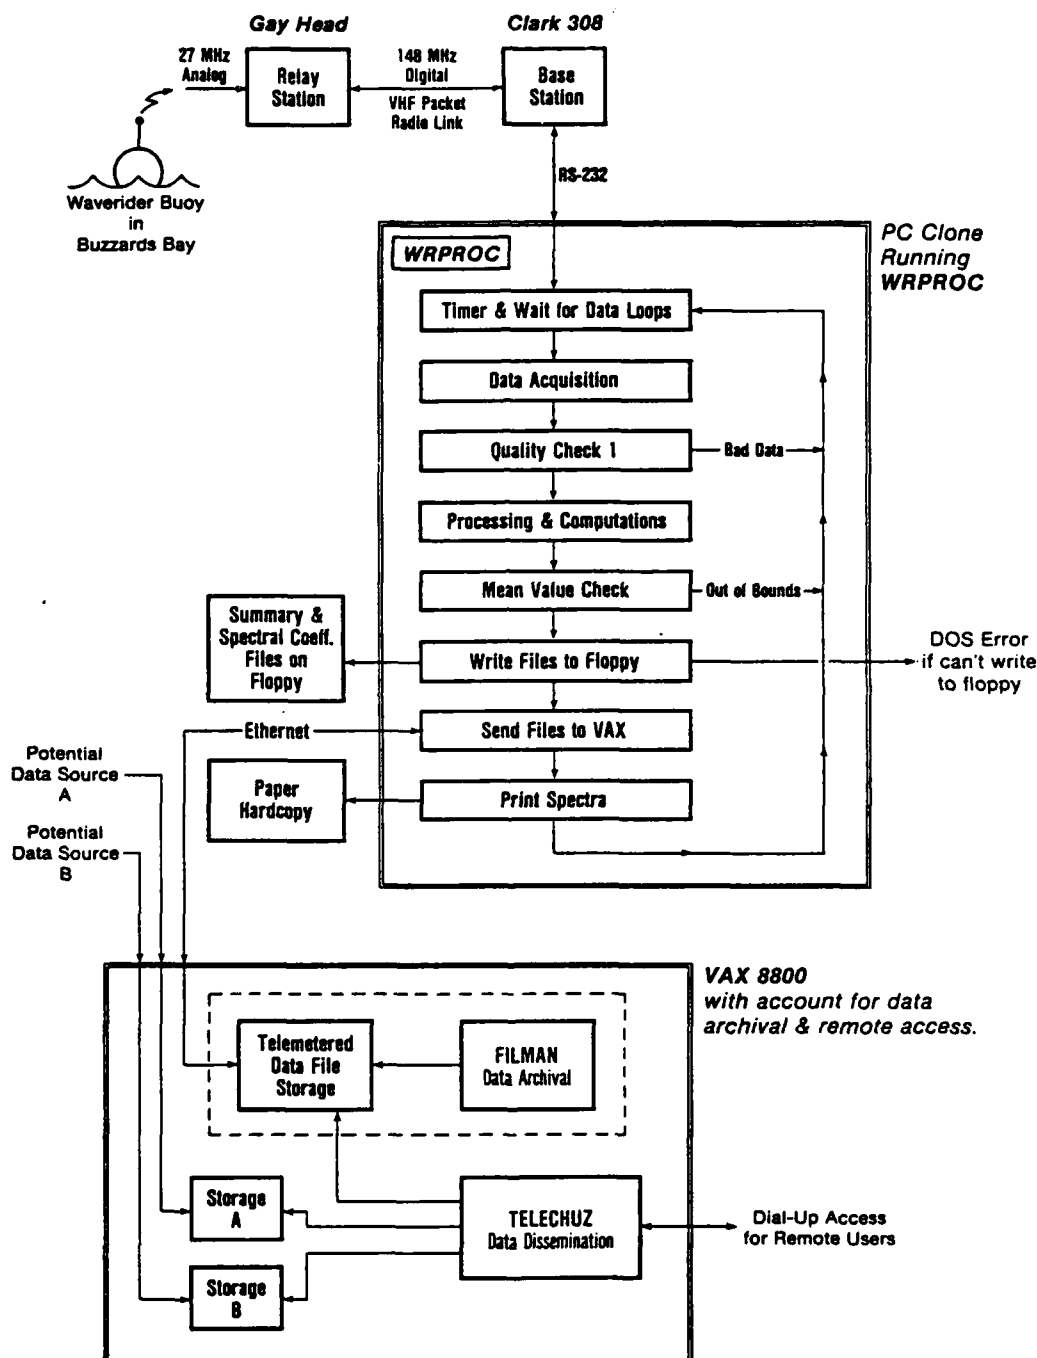 Gay Head
Clark 308
27 MHz
Analog
Relay
Station
148 MHz
Digital
VHF Packet
Radio Link
Base
Station
RS-232
Waverider Buoy
in
Buzzards Bay
WRPROC
PC Clone
Running
WRPROC
Timer & Wait for Data Loops
Data Acquisition
Quality Check 1
Bad Data
Processing & Computations
Mean Value Check
Out of Bounds
Summary &
Spectral Coeff.
Files on
Floppy
Write Files to Floppy
DOS Error
if can't write
to floppy
Ethernet
Send Files to VAX
Potential
Data Source
A
Paper
Hardcopy
Print Spectra
Potential
Data Source
B
VAX 8800
with account for data
archival & remote access.
Telemetered
Data File
Storage
FILMAN
Data Archival
Storage
A
TELECHUZ
Data Dissemination
Dial-Up Access
for Remote Users
Storage
B